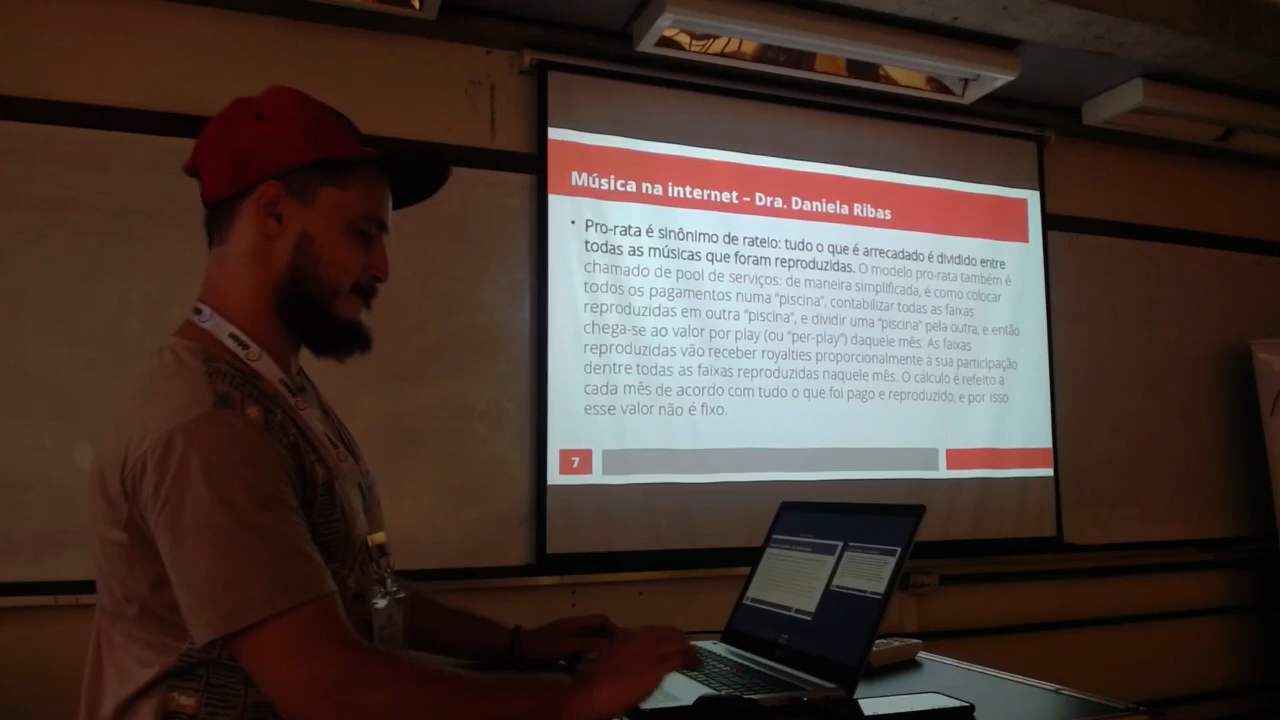 Música na internet – Dra. Daniela Ribas
• Pro-rata é sinônimo de rateio: tudo o que é arrecadado é dividido entre
todas as músicas que foram reproduzidas. O modelo pro-rata também é
chamado de pool de serviços: de maneira simplificada, é como colocar
todos os pagamentos numa “piscina”, contabilizar todas as faixas
reproduzidas em outra “piscina”, e dividir uma “piscina” pela outra, e então
chega-se ao valor por play (ou “per-play”) daquele mês. As faixas
reproduzidas vão receber royalties proporcionalmente à sua participação
dentre todas as faixas reproduzidas naquele mês. O cálculo é refeito a
cada mês de acordo com tudo o que foi pago e reproduzido, e por isso
esse valor não é fixo.
7